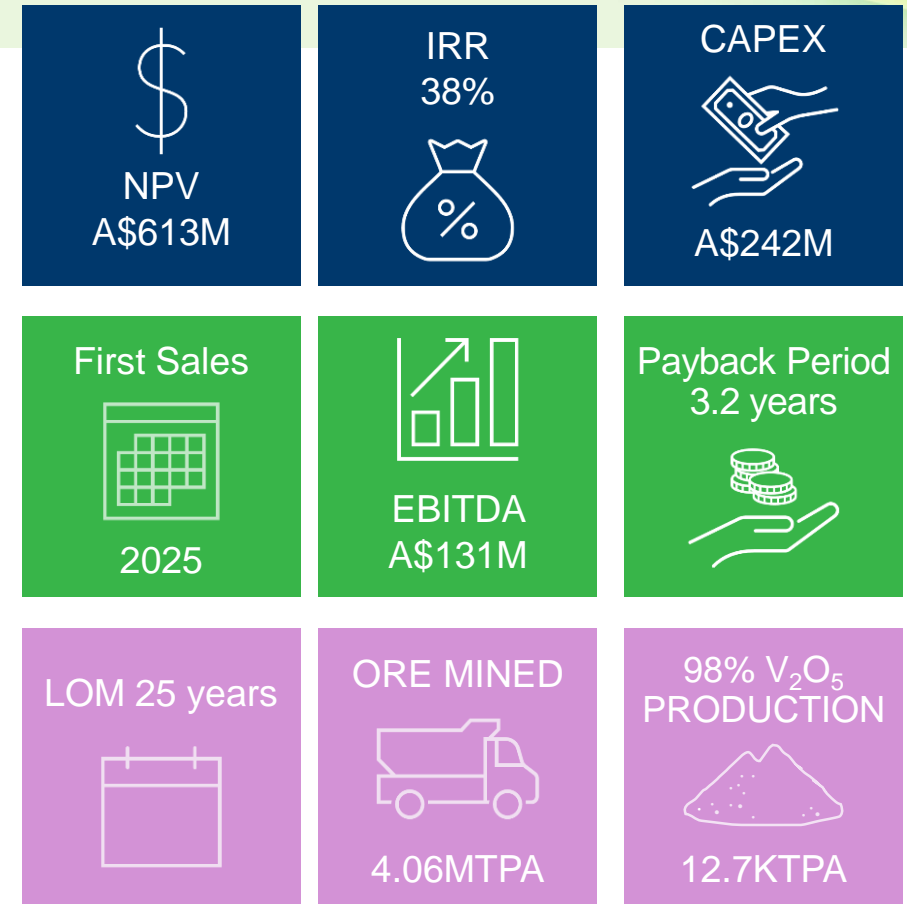 $
NPV
A$613M
IRR
38%
%
CAPEX
A$242M
First Sales
2025
EBITDA
A$131M
Payback Period
3.2 years
LOM 25 years
ORE MINED
4.06MTPA
98% V₂O₅
PRODUCTION
12.7KTPA